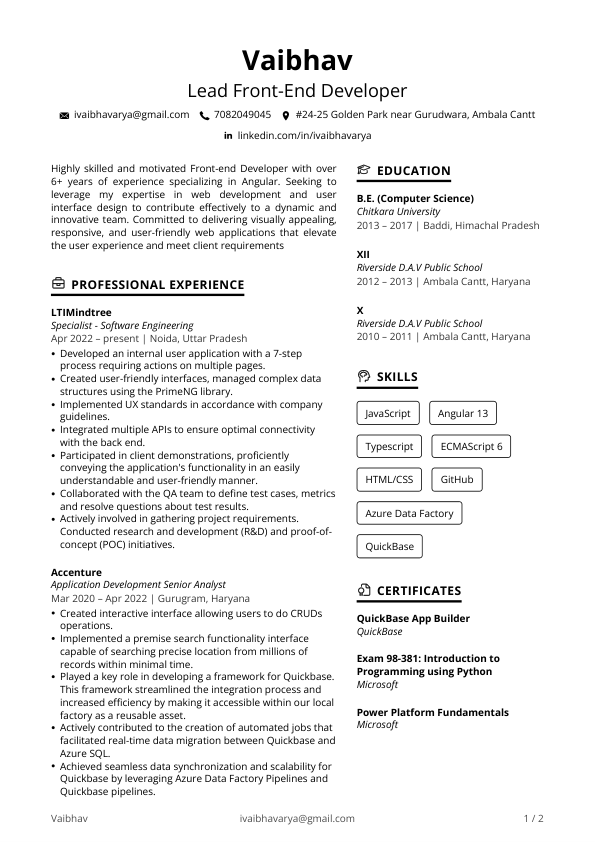 Vaibhav
Lead Front-End Developer
ivaibhavarya@gmail.com 7082049045 #24-25 Golden Park near Gurudwara, Ambala Cantt
in linkedin.com/in/ivaibhavarya
Highly skilled and motivated Front-end Developer with over
6+ years of experience specializing in Angular. Seeking to
leverage my expertise in web development and user
interface design to contribute effectively to a dynamic and
innovative team. Committed to delivering visually appealing,
responsive, and user-friendly web applications that elevate
the user experience and meet client requirements
PROFESSIONAL EXPERIENCE
LTIMindtree
Specialist - Software Engineering
Apr 2022 – present | Noida, Uttar Pradesh
• Developed an internal user application with a 7-step
process requiring actions on multiple pages.
• Created user-friendly interfaces, managed complex data
structures using the PrimeNG library.
• Implemented UX standards in accordance with company
guidelines.
• Integrated multiple APIs to ensure optimal connectivity
with the back end.
• Participated in client demonstrations, proficiently
conveying the application's functionality in an easily
understandable and user-friendly manner.
• Collaborated with the QA team to define test cases, metrics
and resolve questions about test results.
• Actively involved in gathering project requirements.
Conducted research and development (R&D) and proof-of-
concept (POC) initiatives.
Accenture
Application Development Senior Analyst
Mar 2020 – Apr 2022 | Gurugram, Haryana
• Created interactive interface allowing users to do CRUDs
operations.
• Implemented a premise search functionality interface
capable of searching precise location from millions of
records within minimal time.
• Played a key role in developing a framework for Quickbase.
This framework streamlined the integration process and
increased efficiency by making it accessible within our local
factory as a reusable asset.
• Actively contributed to the creation of automated jobs that
facilitated real-time data migration between Quickbase and
Azure SQL.
• Achieved seamless data synchronization and scalability for
Quickbase by leveraging Azure Data Factory Pipelines and
Quickbase pipelines.
EDUCATION
B.E. (Computer Science)
Chitkara University
2013 – 2017 | Baddi, Himachal Pradesh
XII
Riverside D.A.V Public School
2012 – 2013 | Ambala Cantt, Haryana
X
Riverside D.A.V Public School
2010 – 2011 | Ambala Cantt, Haryana
SKILLS
JavaScript Angular 13
Typescript ECMAScript 6
HTML/CSS GitHub
Azure Data Factory
QuickBase
CERTIFICATES
QuickBase App Builder
QuickBase
Exam 98-381: Introduction to
Programming using Python
Microsoft
Power Platform Fundamentals
Microsoft
Vaibhav ivaibhavarya@gmail.com 1 / 2